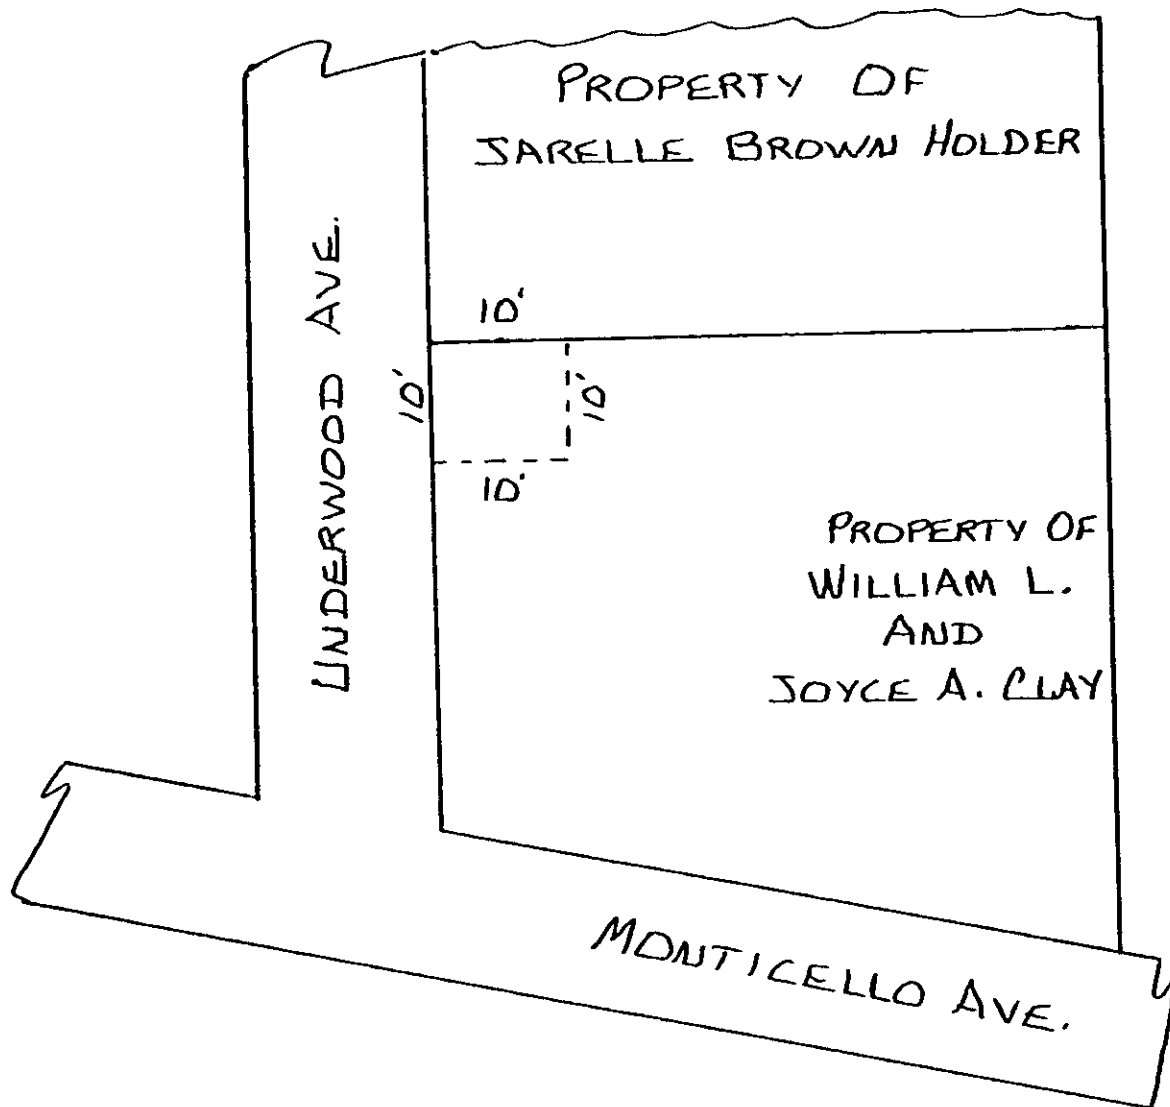 PROPERTY OF
JARELLE BROWN HOLDER
UNDERWOOD AVE.
10'
10'
10'
10'
PROPERTY OF
WILLIAM L.
AND
JOYCE A. CLAY
MONTICELLO AVE.